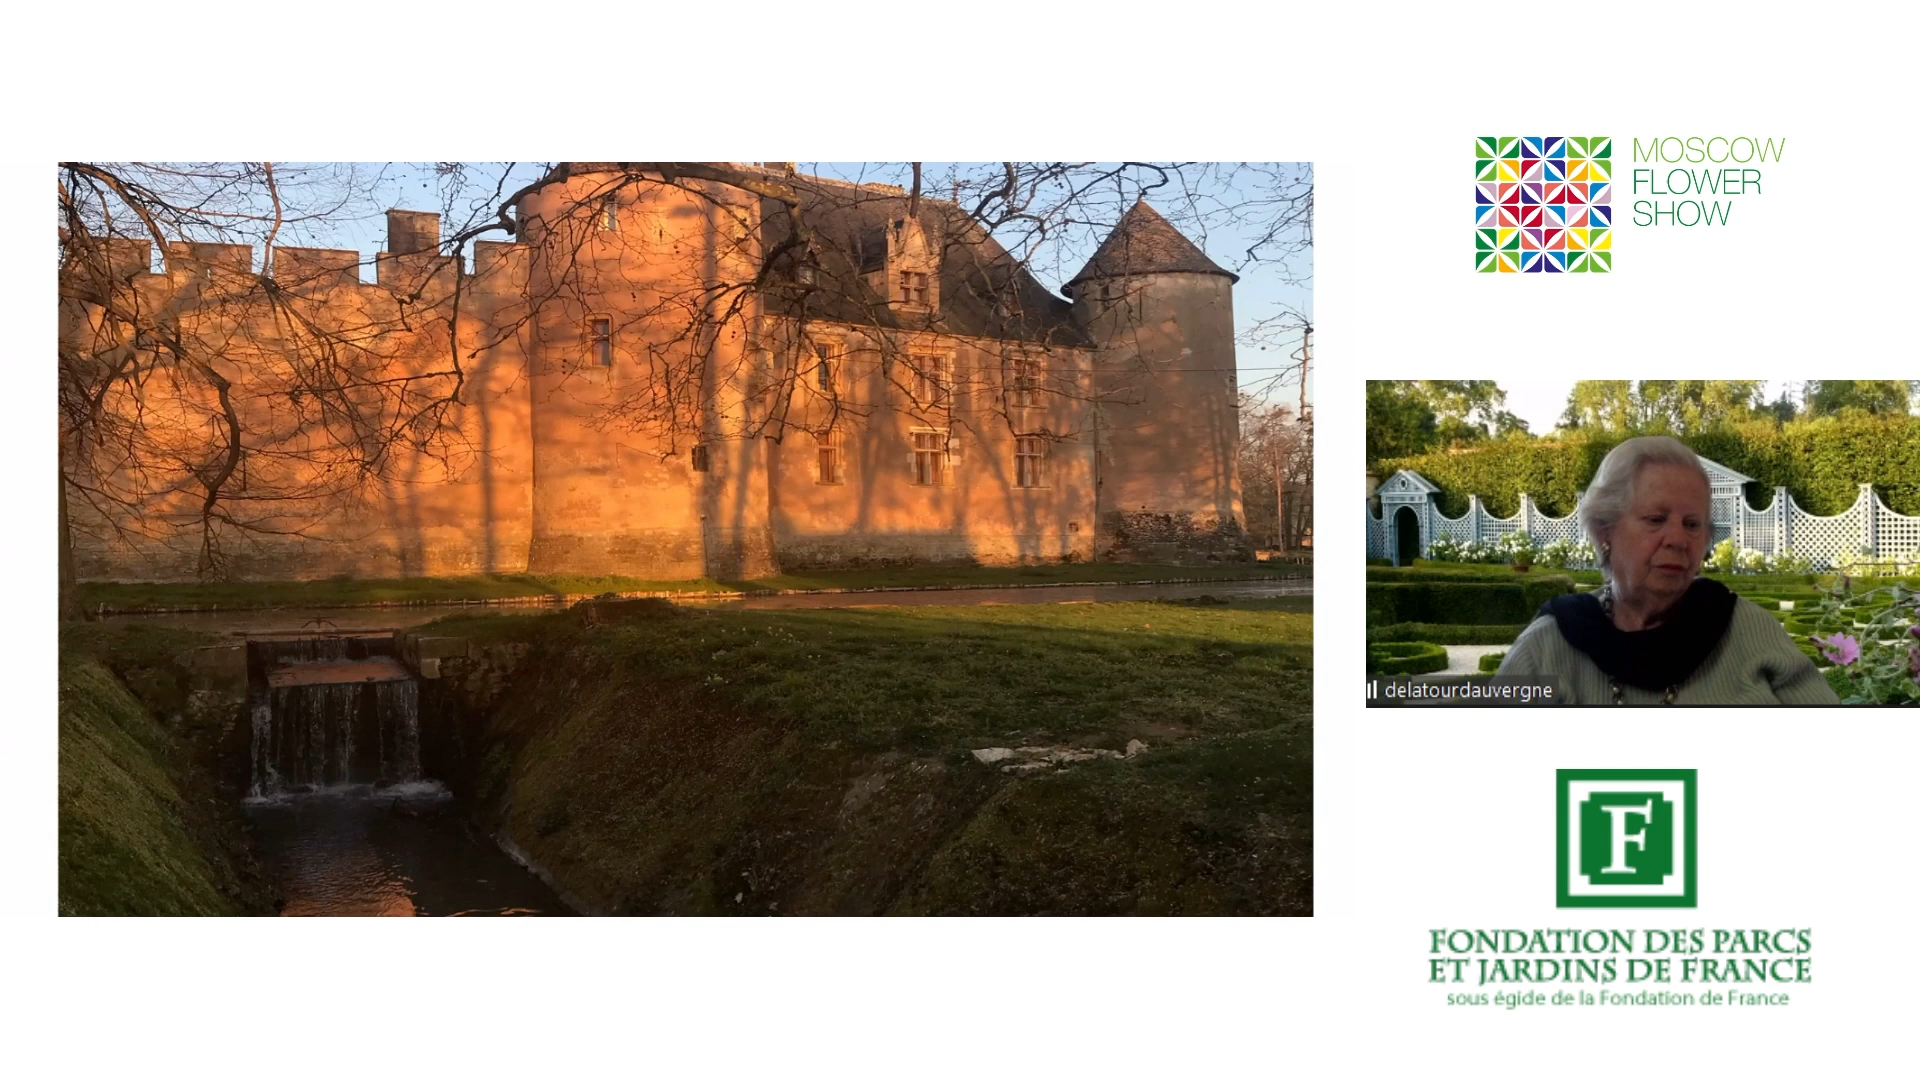 MOSCOW
FLOWER
SHOW
delatourdauvergne
F
FONDATION DES PARCS
ET JARDINS DE FRANCE
sous égide de la Fondation de France